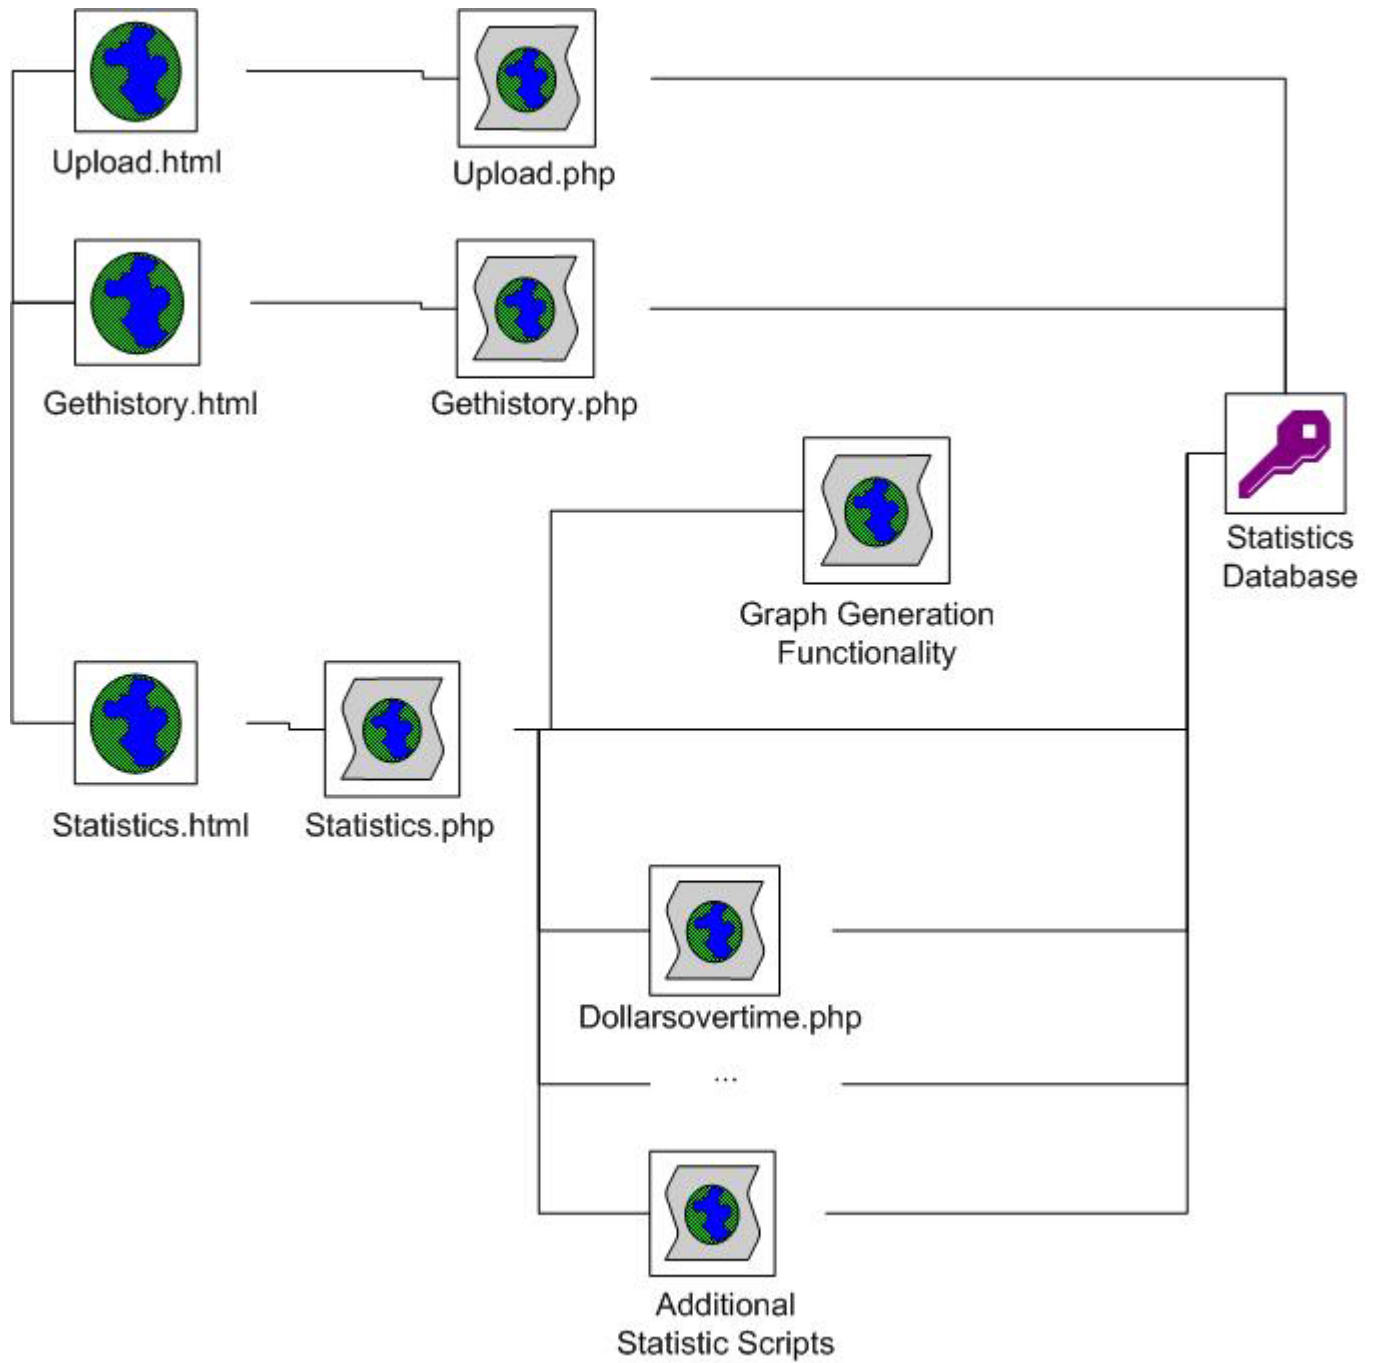 Upload.html
Upload.php
Gethistory.html
Gethistory.php
Statistics
Database
Graph Generation
Functionality
Statistics.html
Statistics.php
Dollarsovertime.php
...
Additional
Statistic Scripts